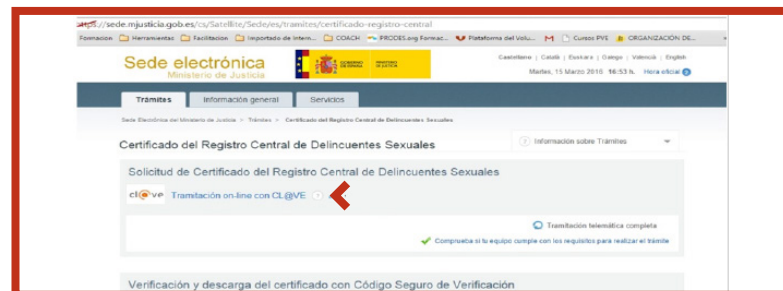 https://sede.mjusticia.gob.es/cs/Satellite/Sede/es/tramites/certificado-registro-central
Formacion Herramientas Facilitacion Importado de Intern... COACH PRODES.org Formac... Plataforma del Volu... Cursos PVE ORGANIZACIÓN DE...
Sede electrónica
Ministerio de Justicia
GOBIERNO DE ESPAÑA MINISTERIO DE JUSTICIA
Castellano | Català | Euskara | Galego | Valencià | English
Martes, 15 Marzo 2016 16:53 h. Hora oficial
Trámites Información general Servicios
Sede Electrónica del Ministerio de Justicia > Trámites > Certificado del Registro Central de Delincuentes Sexuales
Certificado del Registro Central de Delincuentes Sexuales
? Información sobre Trámites
Solicitud de Certificado del Registro Central de Delincuentes Sexuales
cl@ve Tramitación on-line con CL@VE ?
Tramitación telemática completa
Comprueba si tu equipo cumple con los requisitos para realizar el trámite
Verificación y descarga del certificado con Código Seguro de Verificación